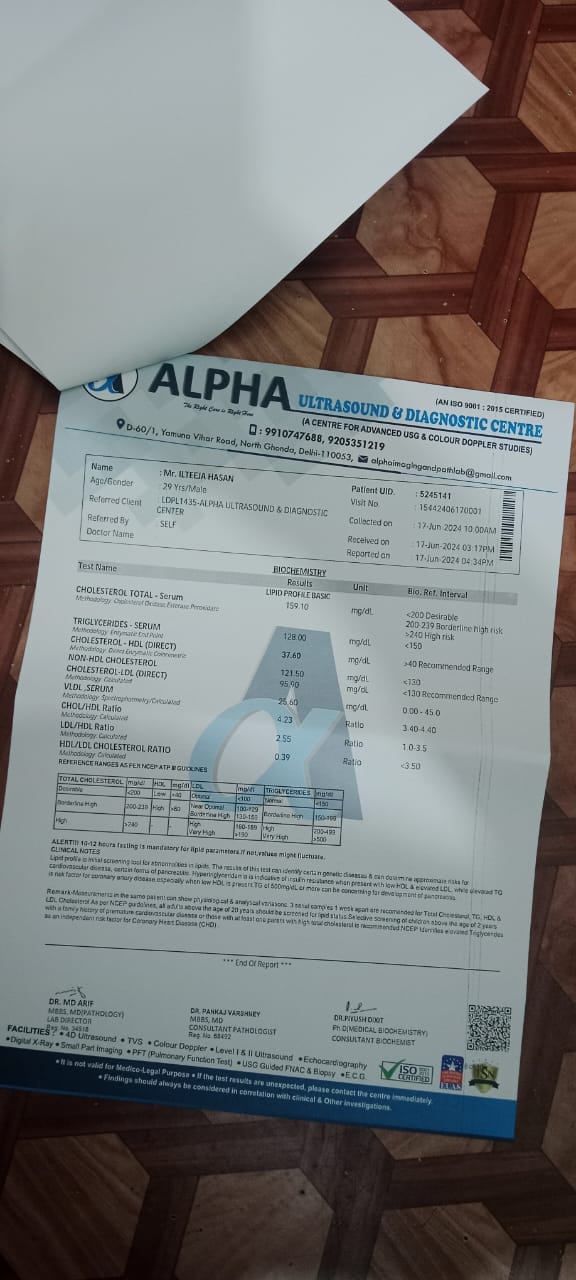 α ALPHA ULTRASOUND & DIAGNOSTIC CENTRE
(AN ISO 9001 : 2015 CERTIFIED)
The Right Care is Right Here
(A CENTRE FOR ADVANCED USG & COLOUR DOPPLER STUDIES)
: 9910747688, 9205351219
D-60/1, Yamuna Vihar Road, North Ghonda, Delhi-110053, alphaimagingandpathlab@gmail.com
Name : Mr. ILTEEJA HASAN
Age/Gender : 29 Yrs/Male
Referred Client : LDPL1435-ALPHA ULTRASOUND & DIAGNOSTIC CENTER
Referred By : SELF
Doctor Name
Patient UID. : 5245141
Visit No. : 15442406170001
Collected on : 17-Jun-2024 10:00AM
Received on : 17-Jun-2024 03:17PM
Reported on : 17-Jun-2024 04:34PM
BIOCHEMISTRY
Test Name Results Unit Bio. Ref. Interval
LIPID PROFILE BASIC
CHOLESTEROL TOTAL - Serum 159.10 mg/dL <200 Desirable
Methodology: Cholesterol Oxidase, Esterase, Peroxidase
200-239 Borderline high risk
>240 High risk
TRIGLYCERIDES - SERUM 128.00 mg/dL <150
Methodology: Enzymatic End Point
CHOLESTEROL - HDL (DIRECT) 37.60 mg/dL >40 Recommended Range
Methodology: Direct Enzymatic Colorimetric
NON-HDL CHOLESTEROL 121.50 mg/dL <130
CHOLESTEROL-LDL (DIRECT) 95.90 mg/dL <130 Recommended Range
Methodology: Calculated
VLDL ,SERUM 25.60 mg/dL 0.00 - 45.0
Methodology: Spectrophometry/Calculated
CHOL/HDL Ratio 4.23 Ratio 3.40-4.40
Methodology: Calculated
LDL/HDL Ratio 2.55 Ratio 1.0-3.5
Methodology: Calculated
HDL/LDL CHOLESTEROL RATIO 0.39 Ratio <3.50
Methodology: Calculated
REFERENCE RANGES AS PER NCEP ATP III GUIDLINES
TOTAL CHOLESTEROL mg/dl HDL mg/dl LDL mg/dL TRIGLYCERIDES mg/dl
Desirable <200 Low <40 Optimal <100 Normal <150
Borderline High 200-239 High >60 Near Optimal 100-129
Borderline High 130-159 Borderline High 150-199
High >240 - - High 160-189 High 200-499
Very High >190 Very High >500
ALERT!!! 10-12 hours fasting is mandatory for lipid parameters.If not,values might fluctuate.
CLINICAL NOTES
Lipid profile is initial screening tool for abnormalities in lipids. The results of this test can identify certain genetic diseases & can determine approximate risks for
cardiovascular disease, certain forms of pancreatitis. Hypertriglyceridemia is indicative of insulin resistance when present with low HDL & elevated LDL, while elevated TG
is risk factor for coronary artery disease especially when low HDL is present.TG of 500mg/dL or more can be concerning for development of pancreatitis.
Remark-Measurements in the same patient can show physiological & analytical variations. 3 serial samples 1 week apart are recommended for Total Cholesterol, TG, HDL &
LDL Cholesterol.As per NCEP guidelines, all adults above the age of 20 years should be screened for lipid status.Selective screening of children above the age of 2 years
with a family history of premature cardiovascular disease or those with at least one parent with high total cholesterol is recommended.NCEP identifies elevated Triglycerides
as an independent risk factor for Coronary Heart Disease (CHD).
*** End Of Report ***
DR. MD ARIF
MBBS, MD(PATHOLOGY)
LAB DIRECTOR
Reg. No. 54618
DR. PANKAJ VARSHNEY
MBBS, MD
CONSULTANT PATHOLOGIST
Reg. No. 68452
DR.PIYUSH DIXIT
Ph.D(MEDICAL BIOCHEMISTRY)
CONSULTANT BIOCHEMIST
FACILITIES : • 4D Ultrasound • TVS • Colour Doppler • Level I & II Ultrasound • Echocardiography
• Digital X-Ray • Small Part Imaging • PFT (Pulmonary Function Test) • USG Guided FNAC & Biopsy • E.C.G.
ISO 9001 CERTIFIED
• It is not valid for Medico-Legal Purpose • If the test results are unexpected, please contact the centre immediately
• Findings should always be considered in correlation with clinical & Other investigations.